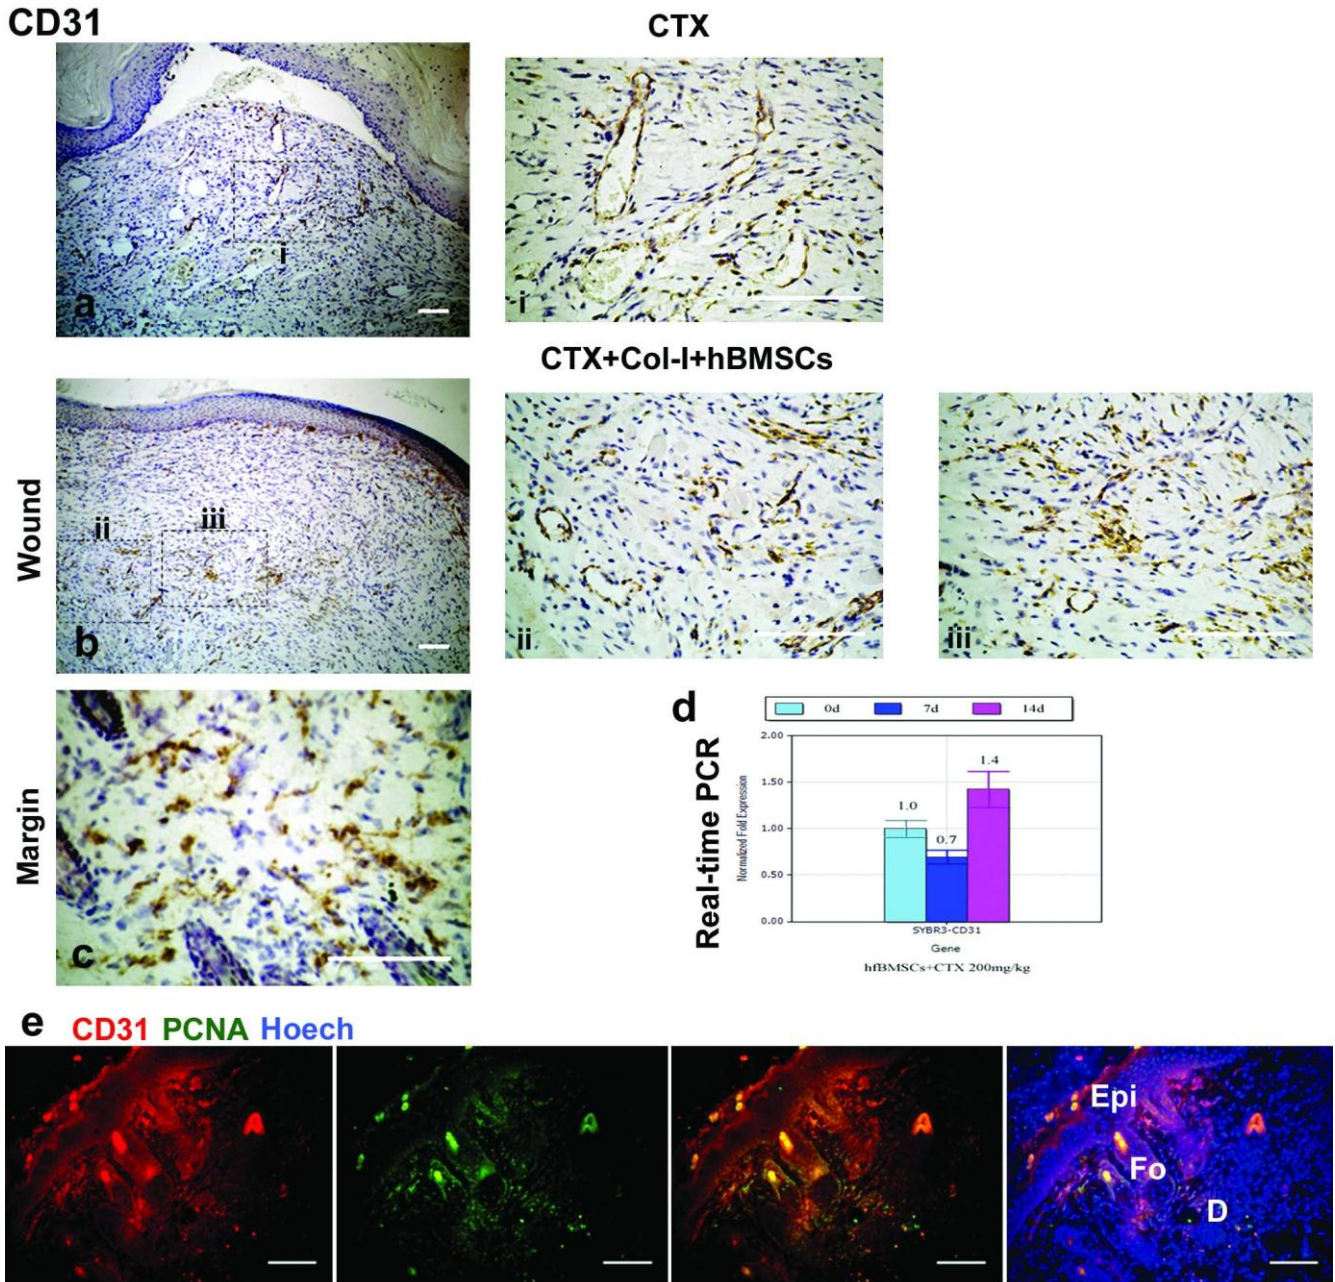 CD31
CTX
i
a
i
CTX+Col-I+hBMSCs
Wound
ii
iii
b
ii
iii
Margin
c
d
Real-time PCR
0d 7d 14d
2.00
1.50
1.00
0.50
0.00
Normalized Fold Expression
1.0
0.7
1.4
SYBR3-CD31
Gene
hfBMSCs+CTX 200mg/kg
e
CD31 PCNA Hoech
Epi
Fo
D